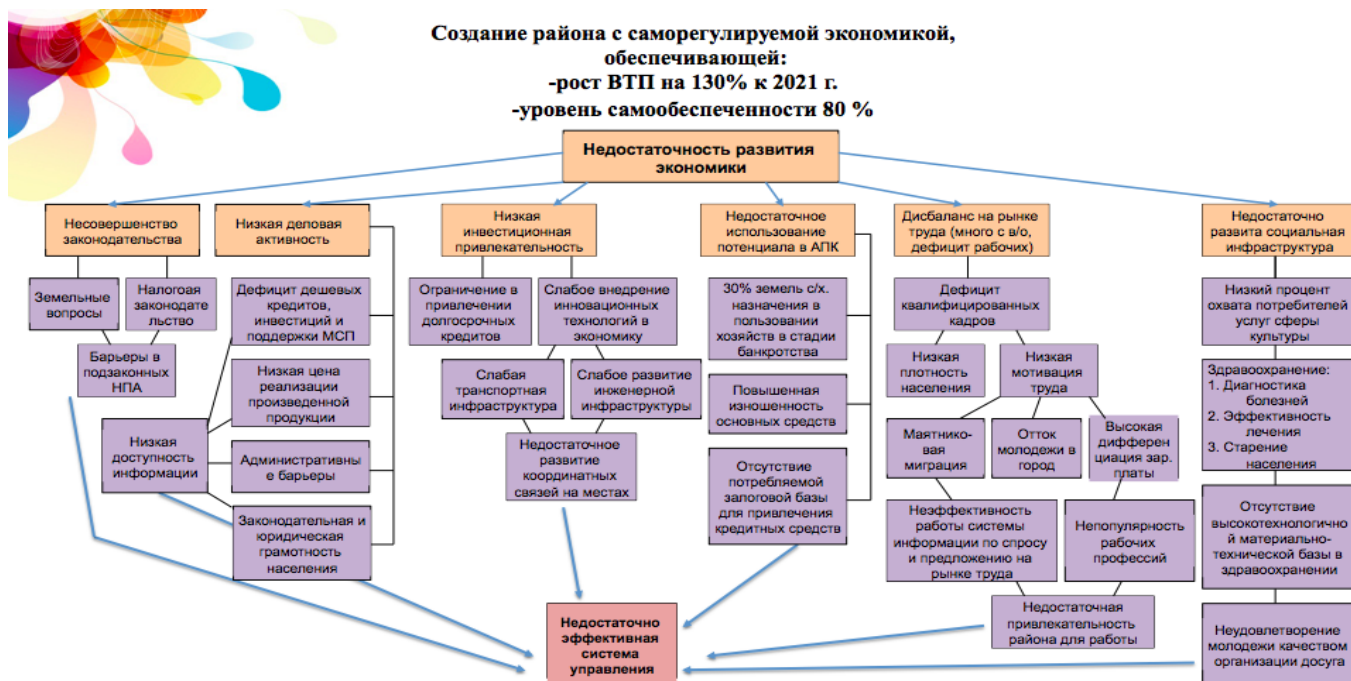 Создание района с саморегулируемой экономикой,
обеспечивающей:
-рост ВТП на 130% к 2021 г.
-уровень самообеспеченности 80 %
Недостаточность развития
экономики
Несовершенство
законодательства
Низкая деловая
активность
Низкая
инвестиционная
привлекательность
Недостаточное
использование
потенциала в АПК
Дисбаланс на рынке
труда (много с в/о,
дефицит рабочих)
Недостаточно
развита социальная
инфраструктура
Земельные
вопросы
Налогоая
законодате
льство
Барьеры в
подзаконных
НПА
Дефицит дешевых
кредитов,
инвестиций и
поддержки МСП
Низкая цена
реализации
произведенной
продукции
Низкая
доступность
информации
Административны
е барьеры
Законодательная и
юридическая
грамотность
населения
Ограничение в
привлечении
долгосрочных
кредитов
Слабое внедрение
инновационных
технологий в
экономику
Слабая
транспортная
инфраструктура
Слабое развитие
инженерной
инфраструктуры
Недостаточное
развитие
координатных
связей на местах
30% земель с/х.
назначения в
пользовании
хозяйств в стадии
банкротства
Повышенная
изношенность
основных средств
Отсутствие
потребляемой
залоговой базы
для привлечения
кредитных средств
Дефицит
квалифицированных
кадров
Низкая
плотность
населения
Низкая
мотивация
труда
Маятнико-
вая
миграция
Отток
молодежи в
город
Высокая
дифферен
циация зар.
платы
Неэффективность
работы системы
информации по спросу
и предложению на
рынке труда
Непопулярность
рабочих
профессий
Недостаточная
привлекательность
района для работы
Низкий процент
охвата потребителей
услуг сферы
культуры
Здравоохранение:
1. Диагностика
болезней
2. Эффективность
лечения
3. Старение
населения
Отсутствие
высокотехнологично
й материально-
технической базы в
здравоохранении
Неудовлетворение
молодежи качеством
организации досуга
Недостаточно
эффективная
система
управления